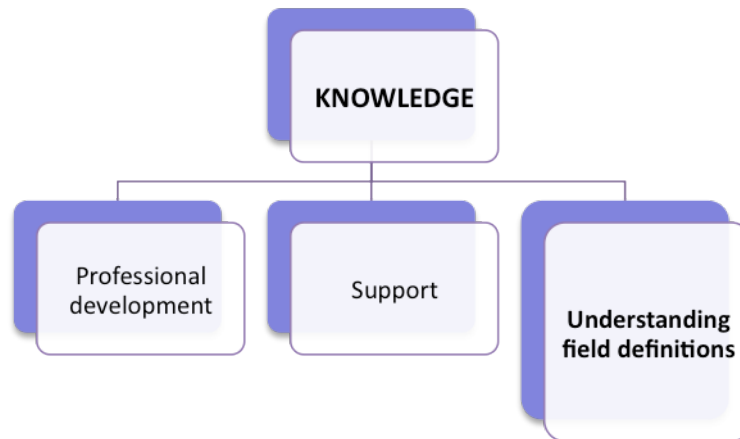 KNOWLEDGE
Professional
development
Support
Understanding
field definitions